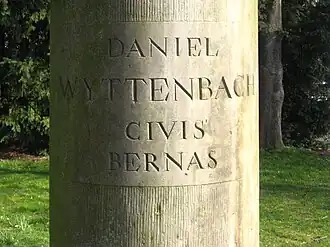 DANIEL
WYTTENBACH
CIVIS
BERNAS